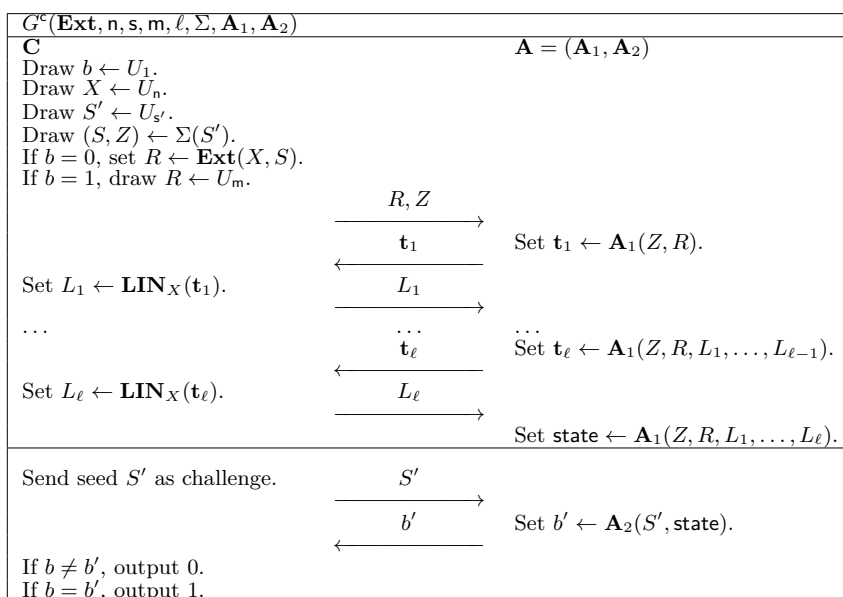 G^c(Ext, n, s, m, ℓ, Σ, A_1, A_2)
C A = (A_1, A_2)
Draw b ← U_1.
Draw X ← U_n.
Draw S′ ← U_{s′}.
Draw (S, Z) ← Σ(S′).
If b = 0, set R ← Ext(X, S).
If b = 1, draw R ← U_m.
R, Z
t_1 Set t_1 ← A_1(Z, R).
Set L_1 ← LIN_X(t_1). L_1
... ... ...
t_ℓ Set t_ℓ ← A_1(Z, R, L_1, . . . , L_{ℓ−1}).
Set L_ℓ ← LIN_X(t_ℓ). L_ℓ
Set state ← A_1(Z, R, L_1, . . . , L_ℓ).
Send seed S′ as challenge. S′
b′ Set b′ ← A_2(S′, state).
If b ≠ b′, output 0.
If b = b′, output 1.